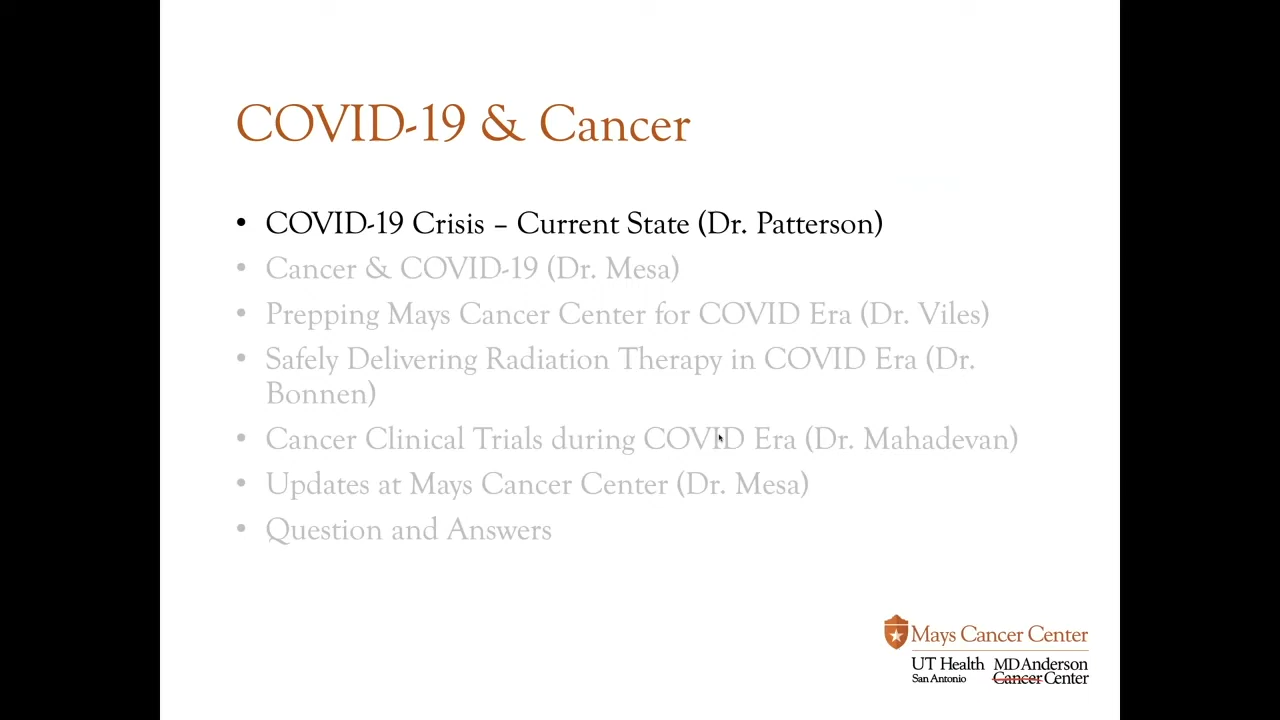 COVID-19 & Cancer
• COVID-19 Crisis – Current State (Dr. Patterson)
• Cancer & COVID-19 (Dr. Mesa)
• Prepping Mays Cancer Center for COVID Era (Dr. Viles)
• Safely Delivering Radiation Therapy in COVID Era (Dr.
Bonnen)
• Cancer Clinical Trials during COVID Era (Dr. Mahadevan)
• Updates at Mays Cancer Center (Dr. Mesa)
• Question and Answers
Mays Cancer Center
UT Health MD Anderson
San Antonio Cancer Center